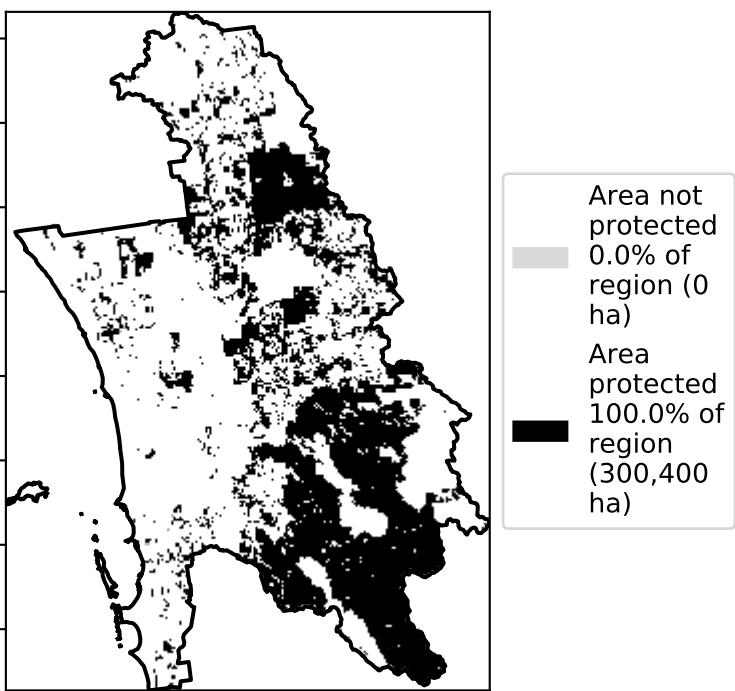 Area not
protected
0.0% of
region (0
ha)
Area
protected
100.0% of
region
(300,400
ha)